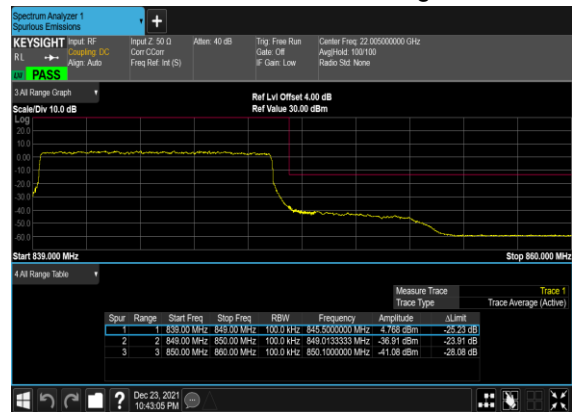 Spectrum Analyzer 1
Spurious Emissions
+
KEYSIGHT Input: RF Input Z: 50 Ω Atten: 40 dB Trig: Free Run Center Freq: 22.005000000 GHz
RL Coupling: DC Corr CCorr Gate: Off Avg|Hold: 100/100
Align: Auto Freq Ref: Int (S) IF Gain: Low Radio Std: None
PASS
3 All Range Graph
Ref Lvl Offset 4.00 dB
Scale/Div 10.0 dB Ref Value 30.00 dBm
Log
20.0
10.0
0.00
-10.0
-20.0
-30.0
-40.0
-50.0
-60.0
Start 839.000 MHz Stop 860.000 MHz
4 All Range Table
Measure Trace Trace 1
Trace Type Trace Average (Active)
Spur Range Start Freq Stop Freq RBW Frequency Amplitude ΔLimit
1 1 839.00 MHz 849.00 MHz 100.0 kHz 845.5000000 MHz 4.768 dBm -25.23 dB
2 2 849.00 MHz 850.00 MHz 100.0 kHz 849.0133333 MHz -36.91 dBm -23.91 dB
3 3 850.00 MHz 860.00 MHz 100.0 kHz 850.1000000 MHz -41.08 dBm -28.08 dB
? Dec 23, 2021
10:43:05 PM